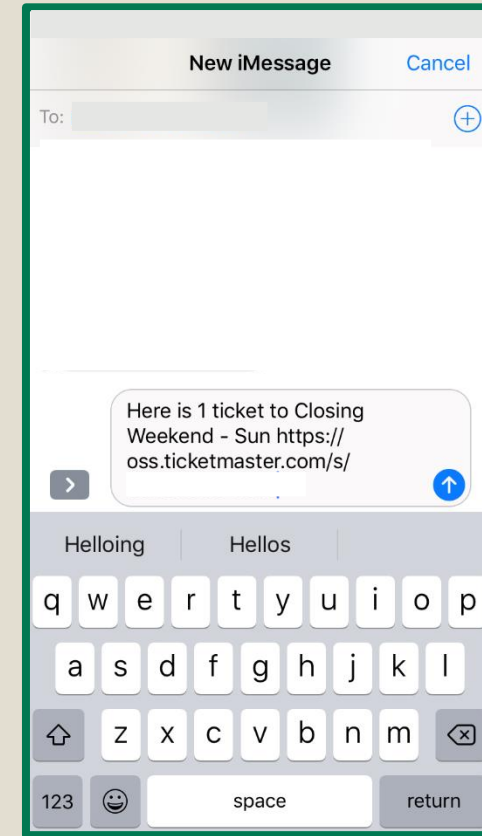 New iMessage Cancel
To:
Here is 1 ticket to Closing
Weekend - Sun https://
oss.ticketmaster.com/s/
Helloing Hellos
q w e r t y u i o p
a s d f g h j k l
z x c v b n m
123 space return